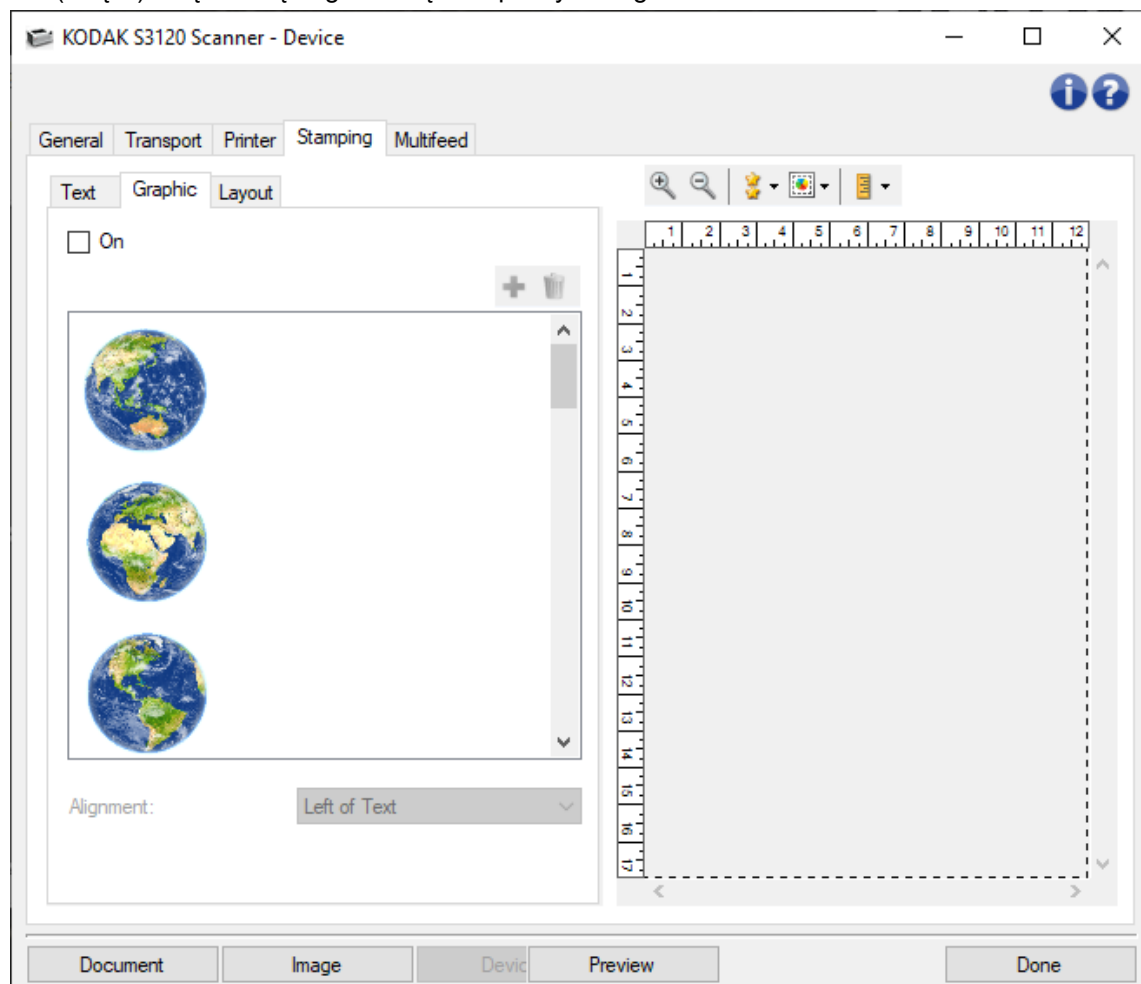 KODAK S3120 Scanner - Device
General Transport Printer Stamping Multifeed
Text Graphic Layout
On
1 2 3 4 5 6 7 8 9 10 11 12
1
2
3
4
5
6
7
8
9
10
11
12
13
14
15
16
17
Alignment: Left of Text
Document Image Devic Preview Done